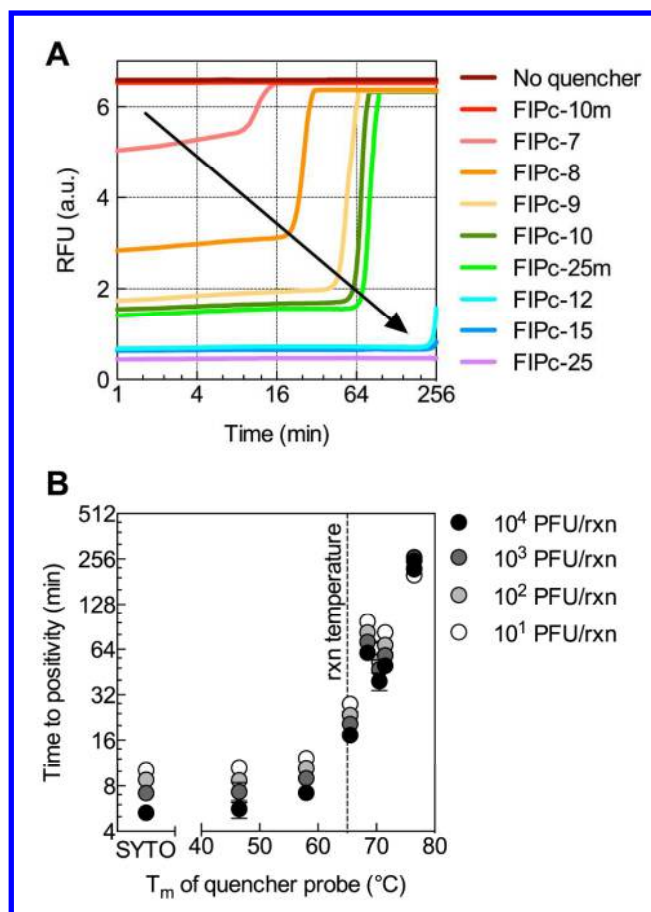 A
6
4
2
0
RFU (a.u.)
1 4 16 64 256
Time (min)
No quencher
FIPc-10m
FIPc-7
FIPc-8
FIPc-9
FIPc-10
FIPc-25m
FIPc-12
FIPc-15
FIPc-25
B
512
256
128
64
32
16
8
4
Time to positivity (min)
rxn temperature
SYTO 40 50 60 70 80
Tₘ of quencher probe (°C)
10⁴ PFU/rxn
10³ PFU/rxn
10² PFU/rxn
10¹ PFU/rxn